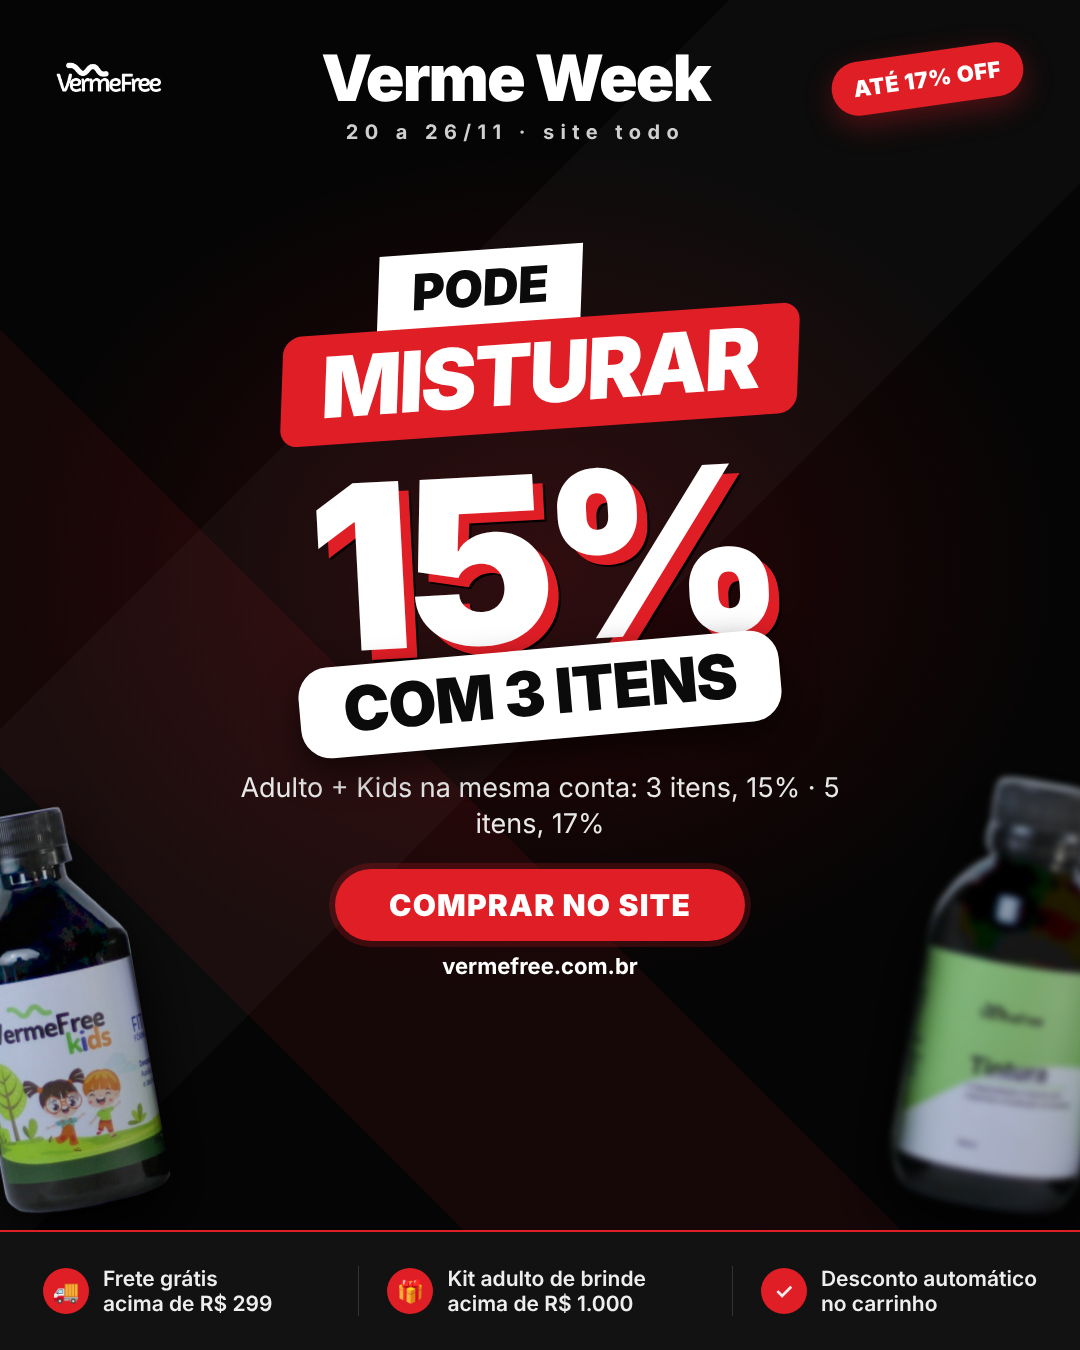 VermeFree
Verme Week
20 a 26/11 · site todo
ATÉ 17% OFF
PODE
MISTURAR
15%
COM 3 ITENS
Adulto + Kids na mesma conta: 3 itens, 15% · 5
itens, 17%
COMPRAR NO SITE
vermefree.com.br
VermeFree
kids
Tintura
Frete grátis
acima de R$ 299
Kit adulto de brinde
acima de R$ 1.000
Desconto automático
no carrinho